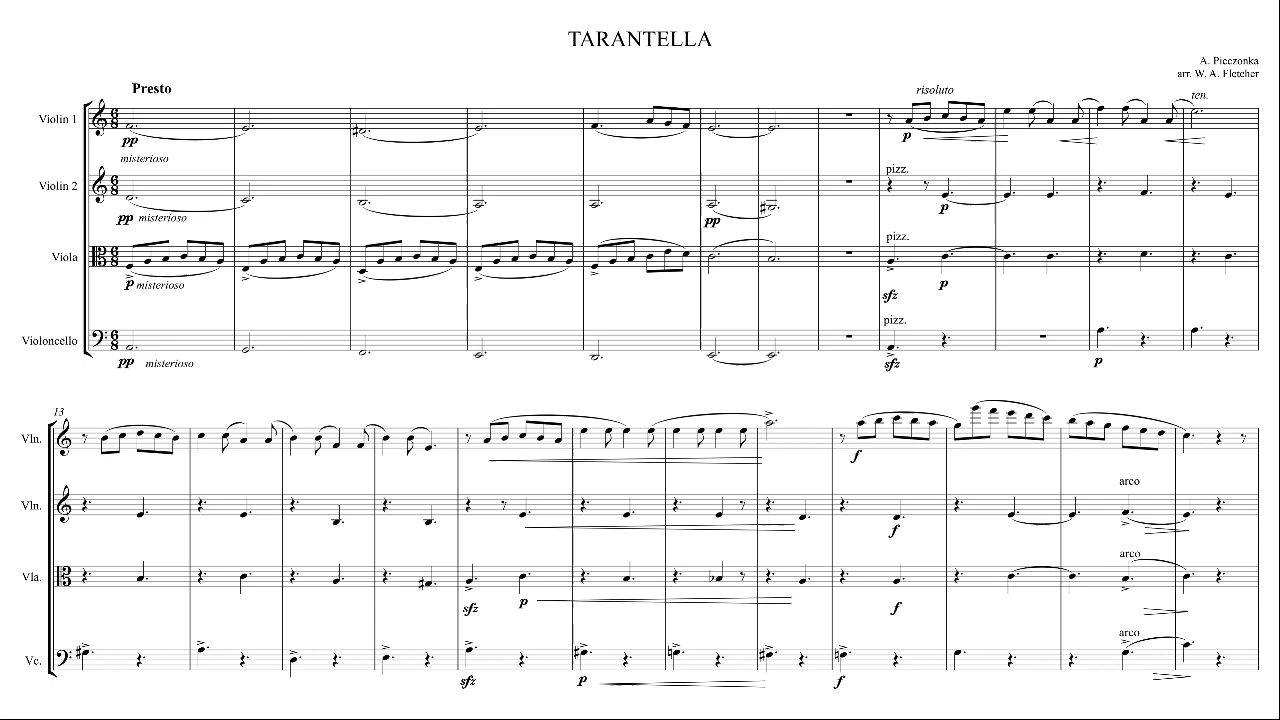 TARANTELLA
A. Pieczonka
arr. W. A. Fletcher
Presto
risoluto
ten.
Violin 1
pp
p
misterioso
pizz.
Violin 2
pp misterioso
pp
p
pizz.
Viola
p misterioso
sfz
p
pizz.
Violoncello
pp misterioso
sfz
p
13
Vln.
f
arco
Vln.
f
arco
Vla.
sfz
p
f
arco
Vc.
sfz
p
f